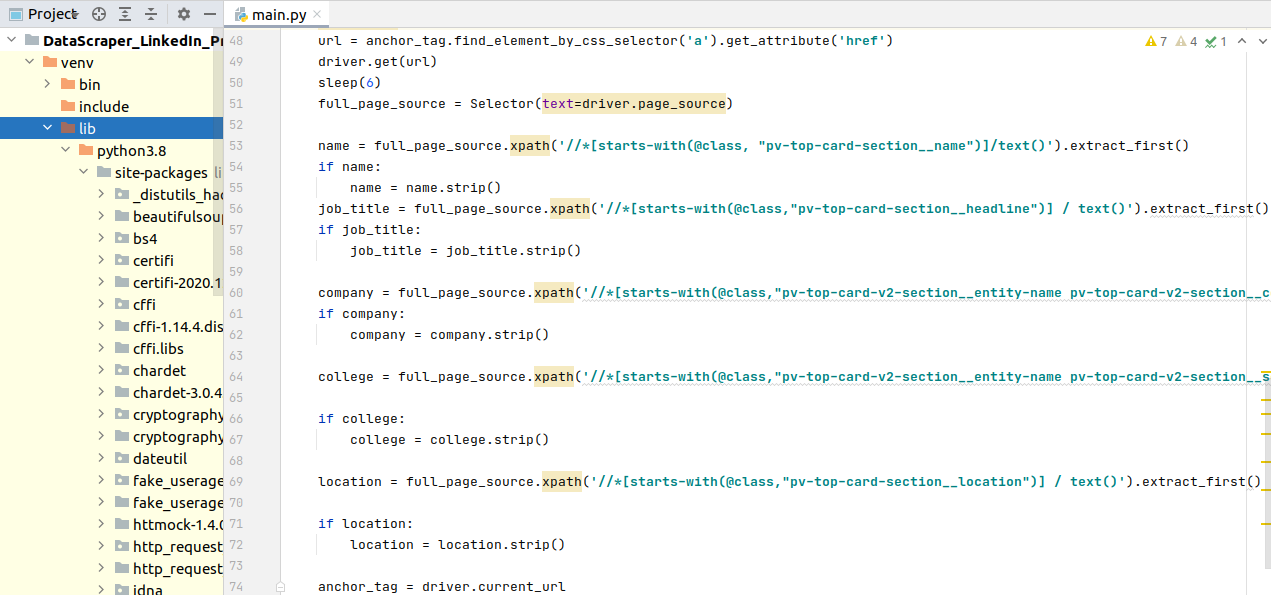 Project
main.py
DataScraper_LinkedIn_Pr
venv
bin
include
lib
python3.8
site-packages li
_distutils_hac
beautifulsoup
bs4
certifi
certifi-2020.1
cffi
cffi-1.14.4.dis
cffi.libs
chardet
chardet-3.0.4
cryptography
cryptography
dateutil
fake_userage
fake_userage
httmock-1.4.0
http_request
http_request
idna
7 4 1
48 url = anchor_tag.find_element_by_css_selector('a').get_attribute('href')
49 driver.get(url)
50 sleep(6)
51 full_page_source = Selector(text=driver.page_source)
52
53 name = full_page_source.xpath('//*[starts-with(@class, "pv-top-card-section__name")]/text()').extract_first()
54 if name:
55 name = name.strip()
56 job_title = full_page_source.xpath('//*[starts-with(@class,"pv-top-card-section__headline")] / text()').extract_first()
57 if job_title:
58 job_title = job_title.strip()
59
60 company = full_page_source.xpath('//*[starts-with(@class,"pv-top-card-v2-section__entity-name pv-top-card-v2-section__c
61 if company:
62 company = company.strip()
63
64 college = full_page_source.xpath('//*[starts-with(@class,"pv-top-card-v2-section__entity-name pv-top-card-v2-section__s
65
66 if college:
67 college = college.strip()
68
69 location = full_page_source.xpath('//*[starts-with(@class,"pv-top-card-section__location")] / text()').extract_first()
70
71 if location:
72 location = location.strip()
73
74 anchor_tag = driver.current_url